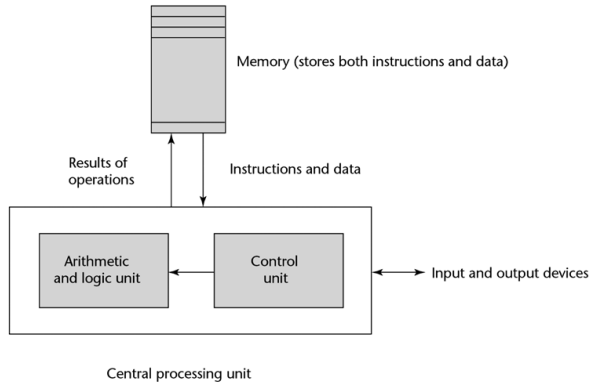 Memory (stores both instructions and data)
Results of
operations
Instructions and data
Arithmetic
and logic unit
Control
unit
Input and output devices
Central processing unit